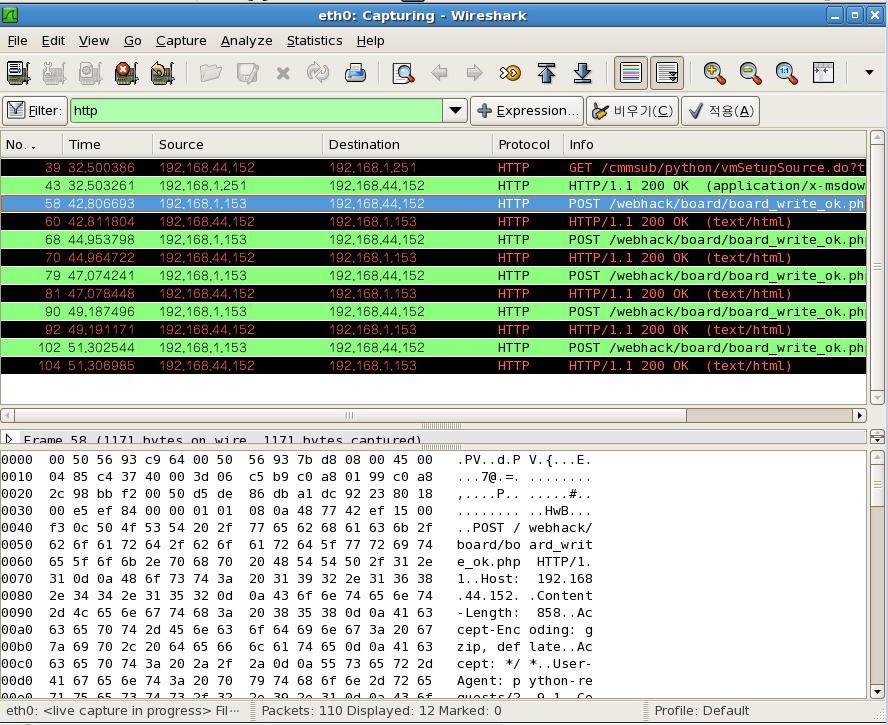 eth0: Capturing - Wireshark
File Edit View Go Capture Analyze Statistics Help
Filter: http Expression... 비우기(C) 적용(A)
No. Time Source Destination Protocol Info
39 32.500386 192.168.44.152 192.168.1.251 HTTP GET /cmmsub/python/vmSetupSource.do?t
43 32.503261 192.168.1.251 192.168.44.152 HTTP HTTP/1.1 200 OK (application/x-msdow
58 42.806693 192.168.1.153 192.168.44.152 HTTP POST /webhack/board/board_write_ok.ph
60 42.811804 192.168.44.152 192.168.1.153 HTTP HTTP/1.1 200 OK (text/html)
68 44.953798 192.168.1.153 192.168.44.152 HTTP POST /webhack/board/board_write_ok.ph
70 44.964722 192.168.44.152 192.168.1.153 HTTP HTTP/1.1 200 OK (text/html)
79 47.074241 192.168.1.153 192.168.44.152 HTTP POST /webhack/board/board_write_ok.ph
81 47.078448 192.168.44.152 192.168.1.153 HTTP HTTP/1.1 200 OK (text/html)
90 49.187496 192.168.1.153 192.168.44.152 HTTP POST /webhack/board/board_write_ok.ph
92 49.191171 192.168.44.152 192.168.1.153 HTTP HTTP/1.1 200 OK (text/html)
102 51.302544 192.168.1.153 192.168.44.152 HTTP POST /webhack/board/board_write_ok.ph
104 51.306985 192.168.44.152 192.168.1.153 HTTP HTTP/1.1 200 OK (text/html)
Frame 58 (1171 bytes on wire, 1171 bytes captured)
0000 00 50 56 93 c9 64 00 50 56 93 7b d8 08 00 45 00 .PV..d.P V.{...E.
0010 04 85 c4 37 40 00 3d 06 c5 b9 c0 a8 01 99 c0 a8 ...7@.=. ........
0020 2c 98 bb f2 00 50 d5 de 86 db a1 dc 92 23 80 18 ,....P.. .....#..
0030 00 e5 ef 84 00 00 01 01 08 0a 48 77 42 ef 15 00 ........ ..HwB...
0040 f3 0c 50 4f 53 54 20 2f 77 65 62 68 61 63 6b 2f ..POST / webhack/
0050 62 6f 61 72 64 2f 62 6f 61 72 64 5f 77 72 69 74 board/bo ard_writ
0060 65 5f 6f 6b 2e 70 68 70 20 48 54 54 50 2f 31 2e e_ok.php HTTP/1.
0070 31 0d 0a 48 6f 73 74 3a 20 31 39 32 2e 31 36 38 1..Host: 192.168
0080 2e 34 34 2e 31 35 32 0d 0a 43 6f 6e 74 65 6e 74 .44.152. .Content
0090 2d 4c 65 6e 67 74 68 3a 20 38 35 38 0d 0a 41 63 -Length: 858..Ac
00a0 63 65 70 74 2d 45 6e 63 6f 64 69 6e 67 3a 20 67 cept-Enc oding: g
00b0 7a 69 70 2c 20 64 65 66 6c 61 74 65 0d 0a 41 63 zip, def late..Ac
00c0 63 65 70 74 3a 20 2a 2f 2a 0d 0a 55 73 65 72 2d cept: */ *..User-
00d0 41 67 65 6e 74 3a 20 70 79 74 68 6f 6e 2d 72 65 Agent: p ython-re
00e0 71 75 65 73 74 73 2f 32 2e 39 2e 31 0d 0a 43 6f quests/2 .9.1..Co
eth0: <live capture in progress> Fil··· Packets: 110 Displayed: 12 Marked: 0 Profile: Default